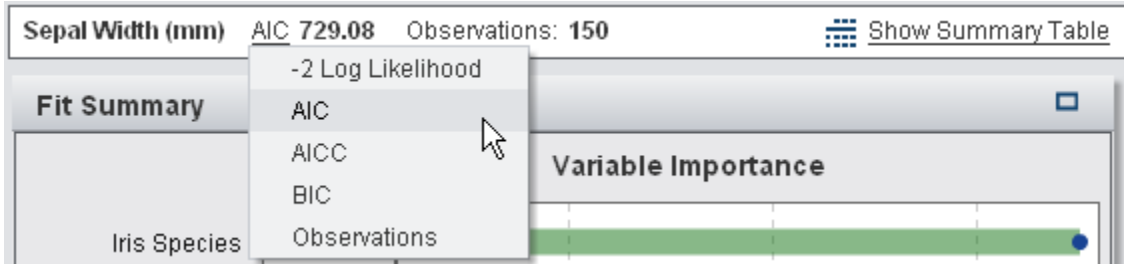 Sepal Width (mm) AIC 729.08 Observations: 150 Show Summary Table
-2 Log Likelihood
AIC
AICC
BIC
Observations
Fit Summary
Variable Importance
Iris Species